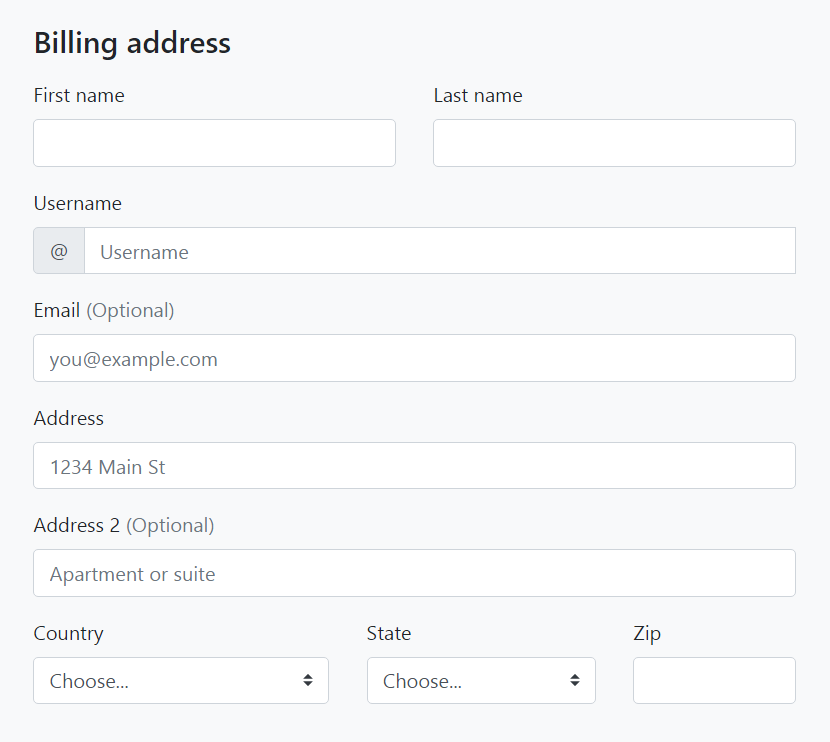 Billing address
First name Last name
Username
@ Username
Email (Optional)
you@example.com
Address
1234 Main St
Address 2 (Optional)
Apartment or suite
Country State Zip
Choose... Choose...